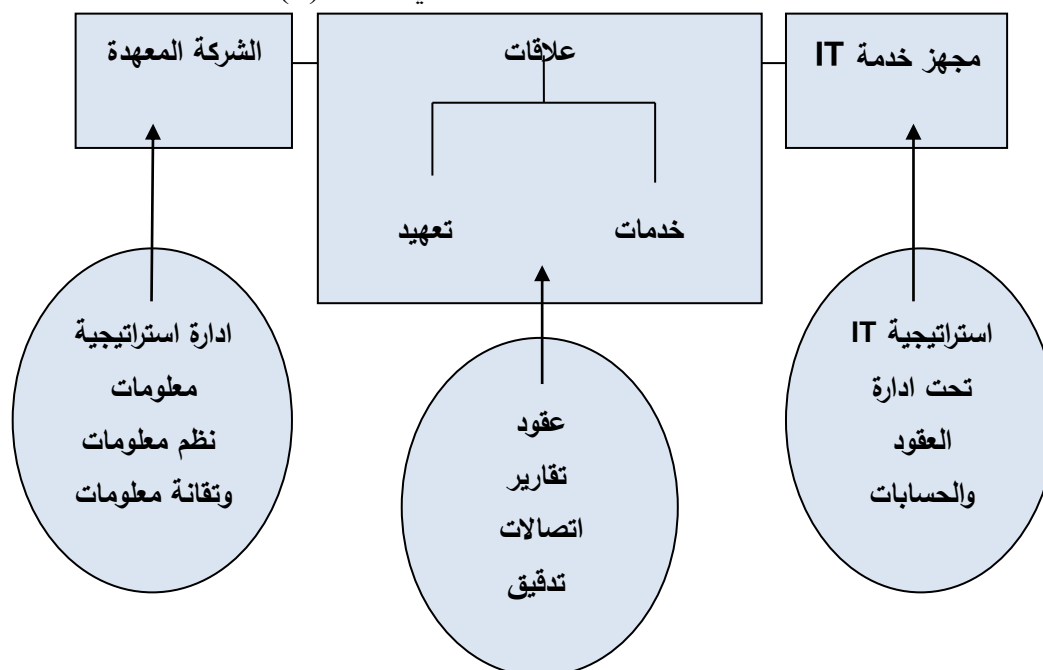 مجهز خدمة IT
علاقات
الشركة المعهدة
خدمات
تعهيد
استراتيجية IT
تحت ادارة
العقود
والحسابات
عقود
تقارير
اتصالات
تدقيق
ادارة استراتيجية
معلومات
نظم معلومات
وتقانة معلومات